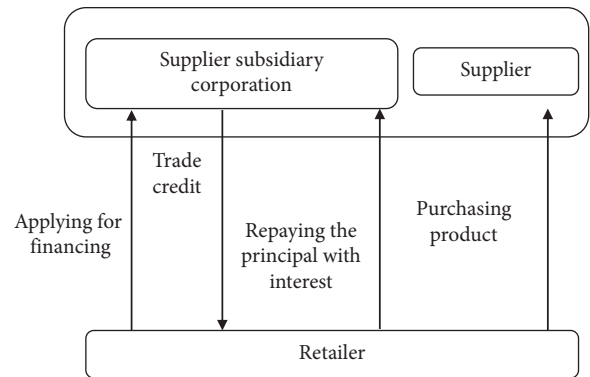 Supplier subsidiary
corporation
Supplier
Trade
credit
Applying for
financing
Repaying the
principal with
interest
Purchasing
product
Retailer